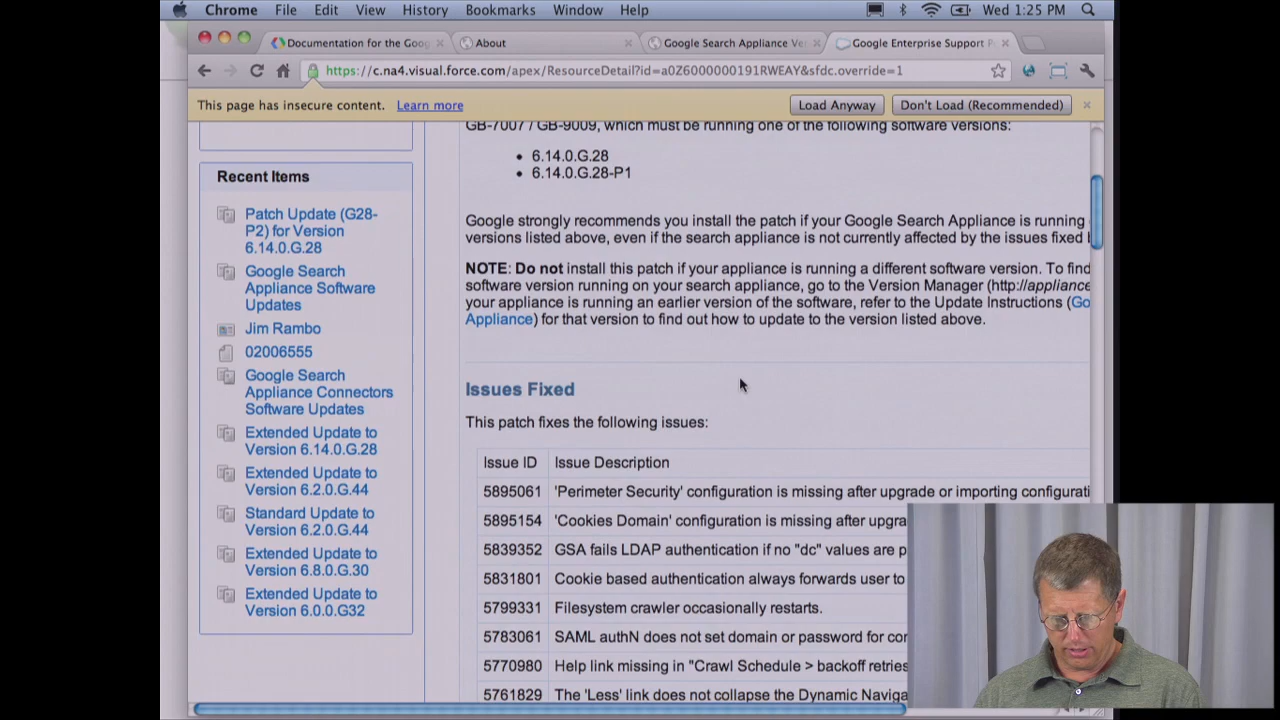 Chrome File Edit View History Bookmarks Window Help Wed 1:25 PM
Documentation for the Goog
About
Google Search Appliance Ve
Google Enterprise Support P
https://c.na4.visual.force.com/apex/ResourceDetail?id=a0Z6000000191RWEAY&sfdc.override=1
This page has insecure content. Learn more Load Anyway Don't Load (Recommended)
Recent Items
Patch Update (G28-
P2) for Version
6.14.0.G.28
Google Search
Appliance Software
Updates
Jim Rambo
02006555
Google Search
Appliance Connectors
Software Updates
Extended Update to
Version 6.14.0.G.28
Extended Update to
Version 6.2.0.G.44
Standard Update to
Version 6.2.0.G.44
Extended Update to
Version 6.8.0.G.30
Extended Update to
Version 6.0.0.G32
GB-7007 / GB-9009, which must be running one of the following software versions:
• 6.14.0.G.28
• 6.14.0.G.28-P1
Google strongly recommends you install the patch if your Google Search Appliance is running
versions listed above, even if the search appliance is not currently affected by the issues fixed
NOTE: Do not install this patch if your appliance is running a different software version. To find
software version running on your search appliance, go to the Version Manager (http://appliance
your appliance is running an earlier version of the software, refer to the Update Instructions (Go
Appliance) for that version to find out how to update to the version listed above.
Issues Fixed
This patch fixes the following issues:
Issue ID Issue Description
5895061 'Perimeter Security' configuration is missing after upgrade or importing configurati
5895154 'Cookies Domain' configuration is missing after upgra
5839352 GSA fails LDAP authentication if no "dc" values are p
5831801 Cookie based authentication always forwards user to
5799331 Filesystem crawler occasionally restarts.
5783061 SAML authN does not set domain or password for cor
5770980 Help link missing in "Crawl Schedule > backoff retries
5761829 The 'Less' link does not collapse the Dynamic Naviga